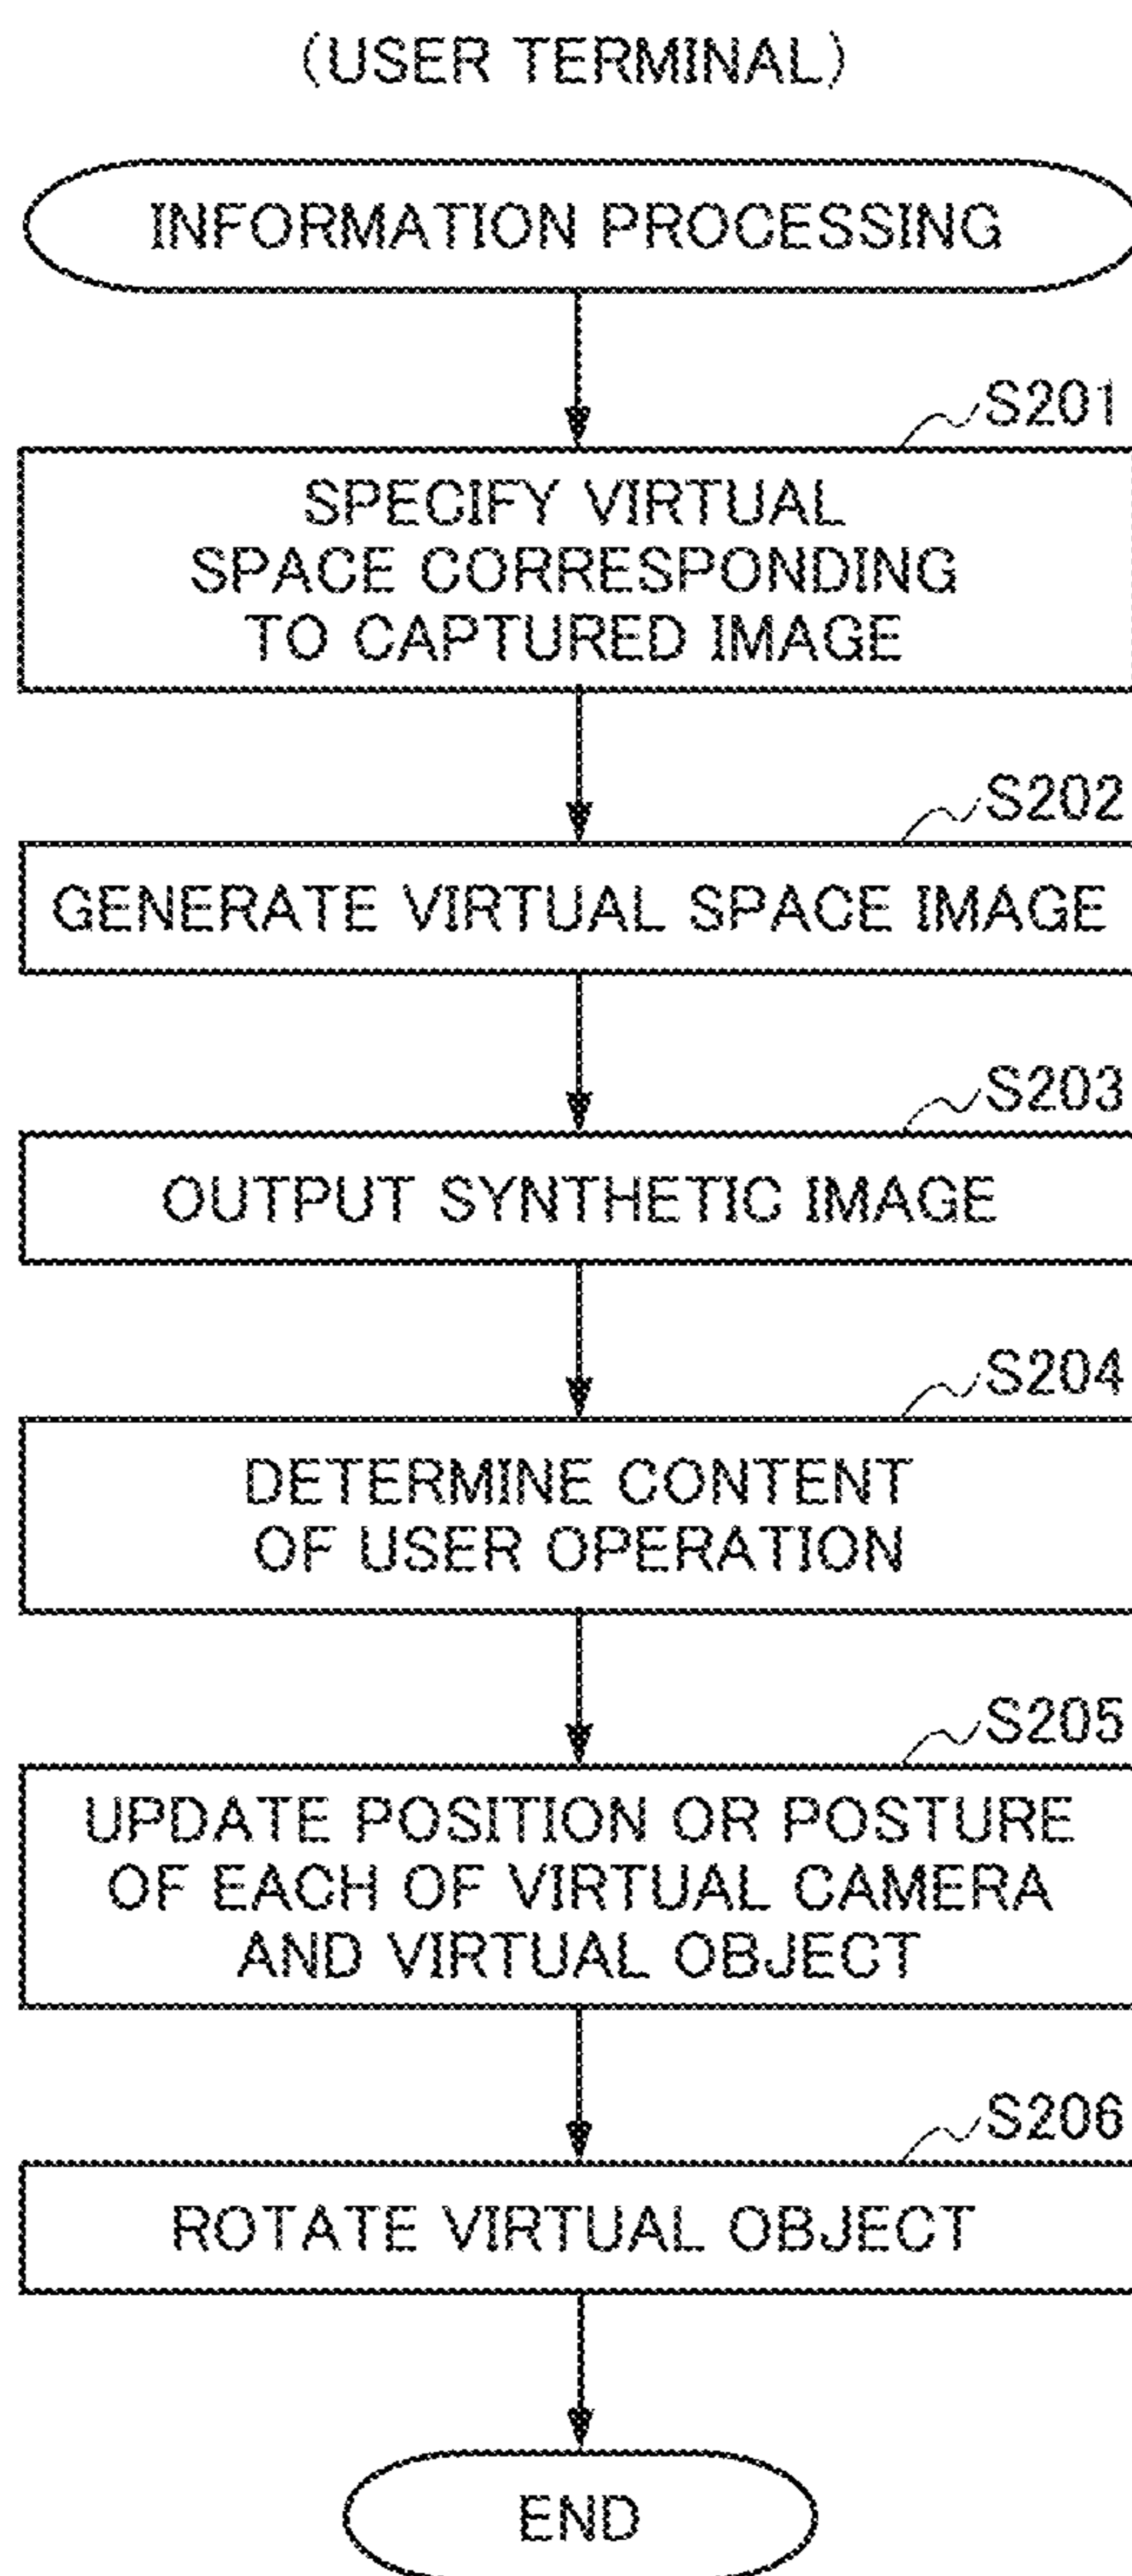 (USER TERMINAL)
INFORMATION PROCESSING
S201
SPECIFY VIRTUAL
SPACE CORRESPONDING
TO CAPTURED IMAGE
S202
GENERATE VIRTUAL SPACE IMAGE
S203
OUTPUT SYNTHETIC IMAGE
S204
DETERMINE CONTENT
OF USER OPERATION
S205
UPDATE POSITION OR POSTURE
OF EACH OF VIRTUAL CAMERA
AND VIRTUAL OBJECT
S206
ROTATE VIRTUAL OBJECT
END